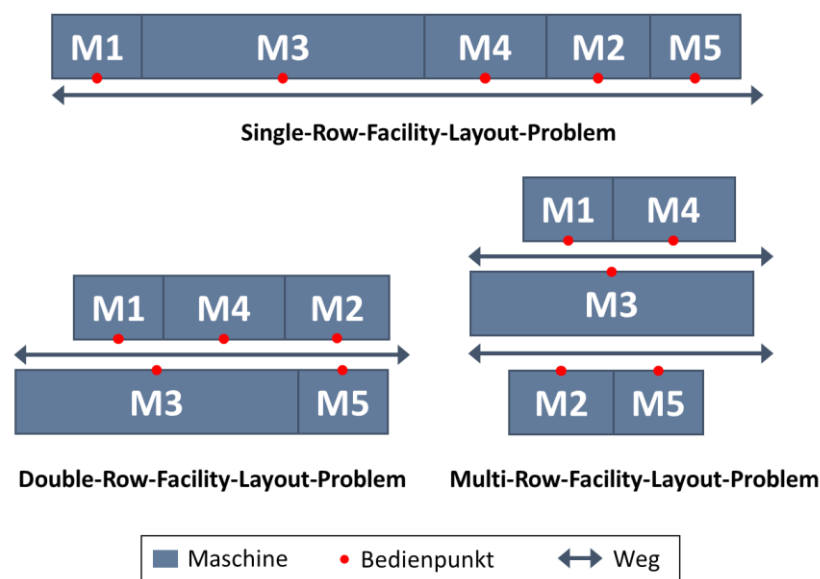 M1 M3 M4 M2 M5
Single-Row-Facility-Layout-Problem
M1 M4 M2
M3 M5
Double-Row-Facility-Layout-Problem
M1 M4
M3
M2 M5
Multi-Row-Facility-Layout-Problem
Maschine Bedienpunkt Weg